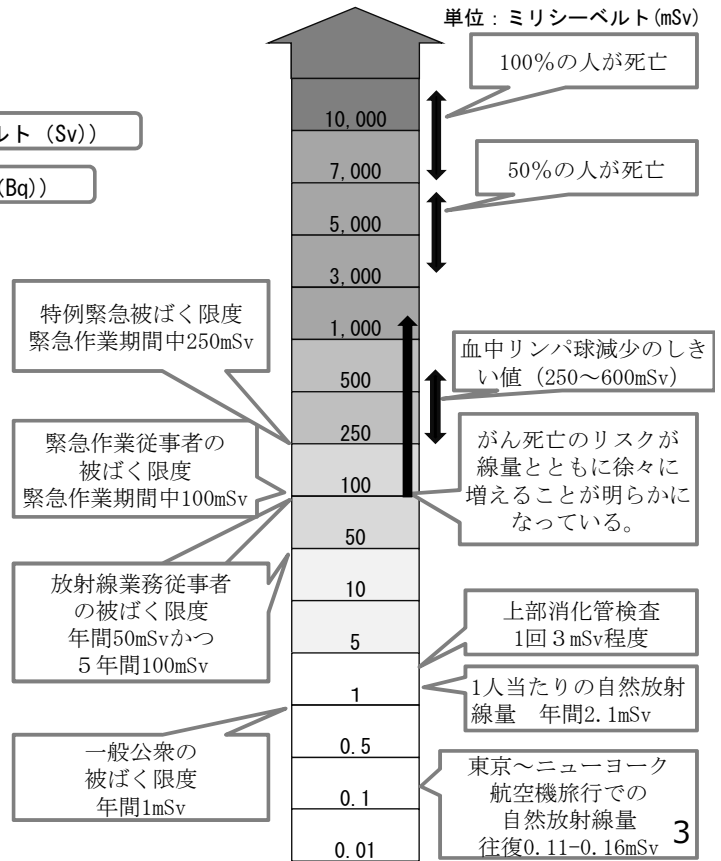 単位：ミリシーベルト(mSv)
100％の人が死亡
ルト（Sv））
(Bq)）
50％の人が死亡
10,000
7,000
5,000
3,000
1,000
500
250
100
50
10
5
1
0.5
0.1
0.01
特例緊急被ばく限度
緊急作業期間中250mSv
緊急作業従事者の
被ばく限度
緊急作業期間中100mSv
放射線業務従事者
の被ばく限度
年間50mSvかつ
５年間100mSv
一般公衆の
被ばく限度
年間1mSv
血中リンパ球減少のしき
い値（250～600mSv）
がん死亡のリスクが
線量とともに徐々に
増えることが明らかに
なっている。
上部消化管検査
1回３mSv程度
1人当たりの自然放射
線量　年間2.1mSv
東京～ニューヨーク
航空機旅行での
自然放射線量
往復0.11-0.16mSv
3